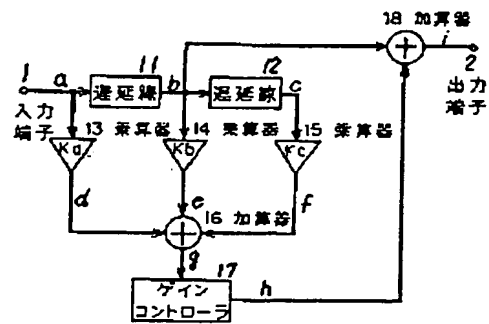 18 加算器
i
2
出力
端子
1
a
11
b
12
c
遅延線
遅延線
入力
端子
13 乗算器
14 乗算器
15 乗算器
Ka
Kb
Kc
d
e
f
16 加算器
g
17
ゲイン
コントローラ
h